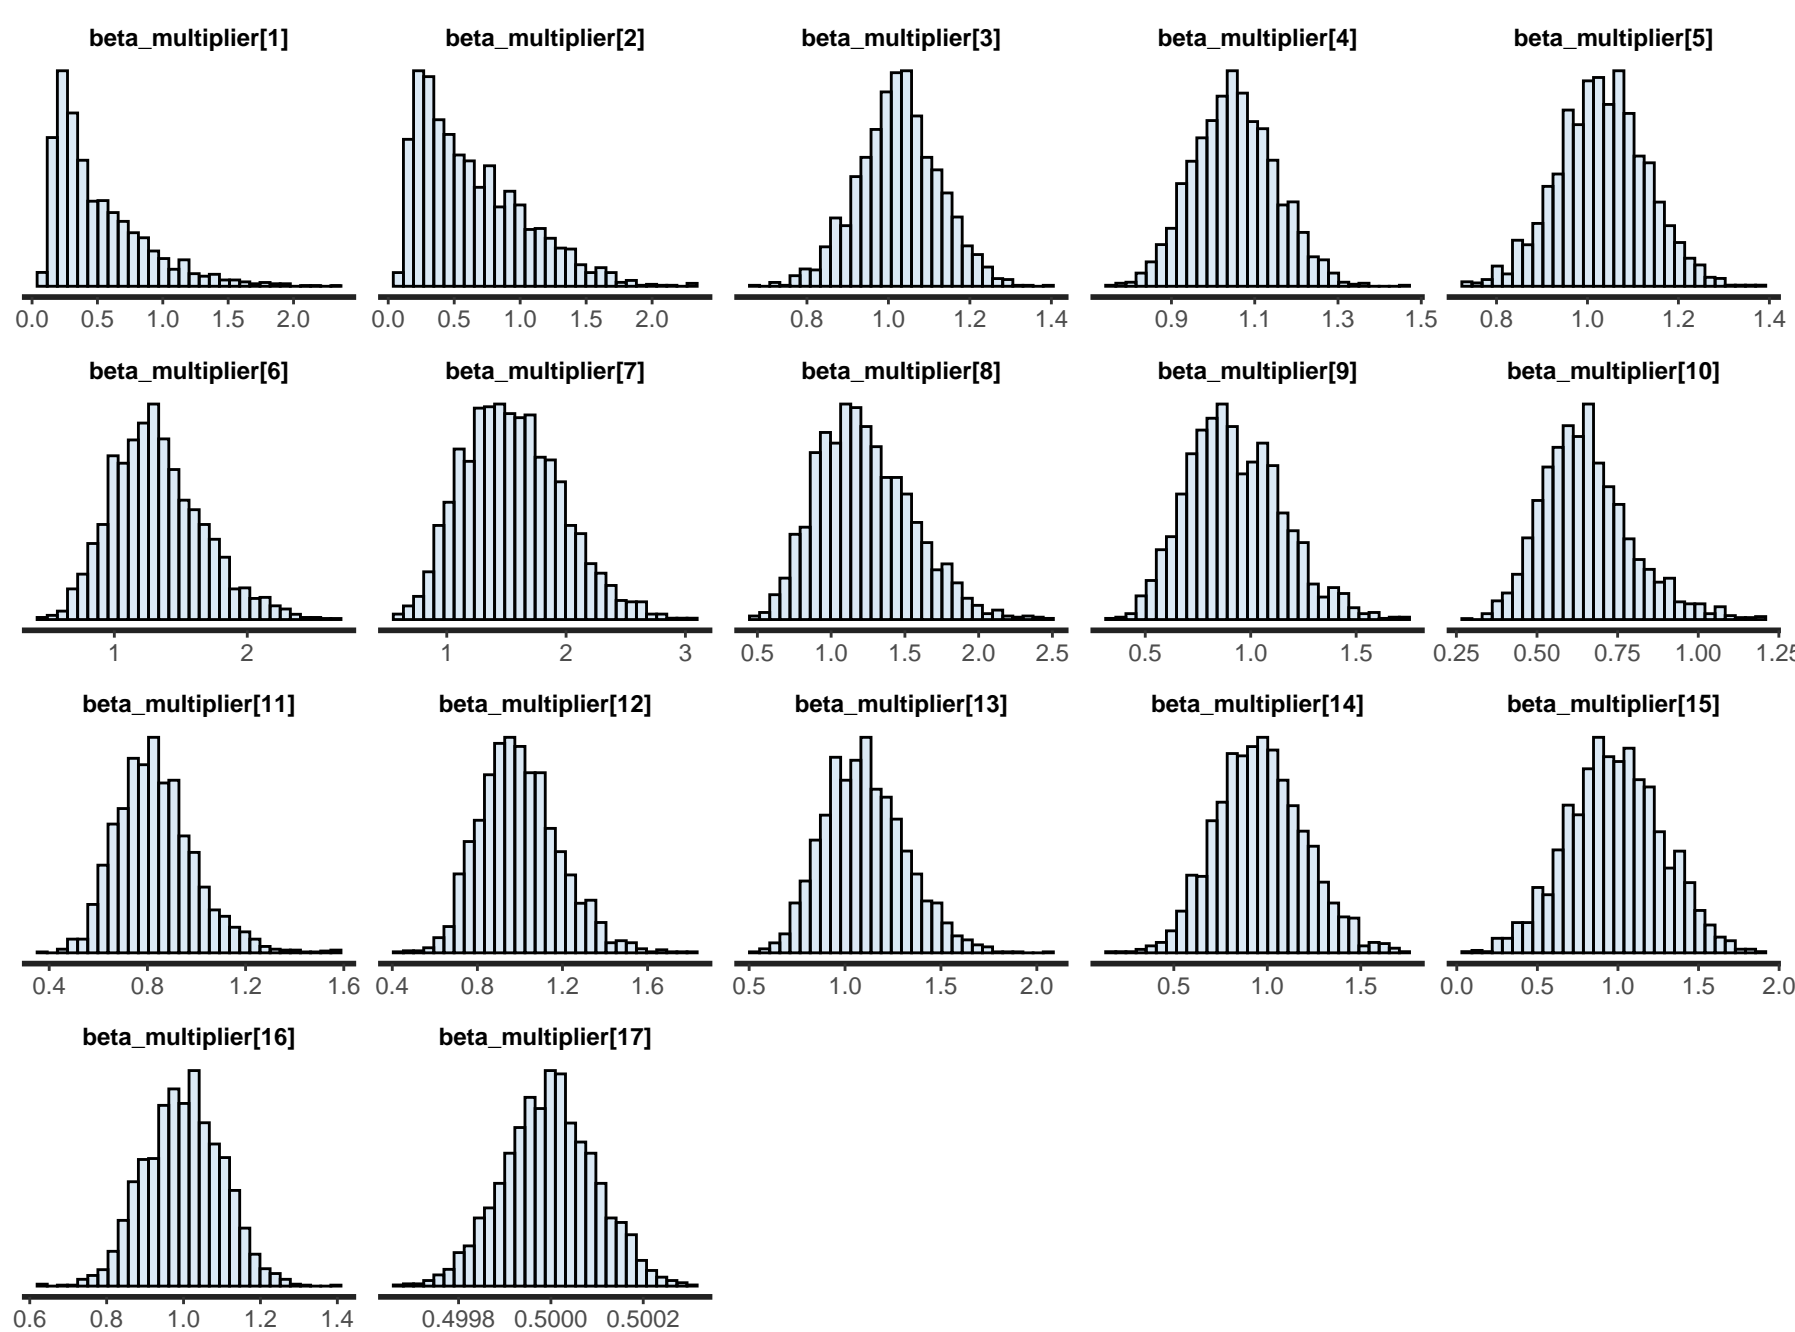 beta_multiplier[1] beta_multiplier[2] beta_multiplier[3] beta_multiplier[4] beta_multiplier[5]
0.0 0.5 1.0 1.5 2.0 0.0 0.5 1.0 1.5 2.0 0.8 1.0 1.2 1.4 0.9 1.1 1.3 1.5 0.8 1.0 1.2 1.4
beta_multiplier[6] beta_multiplier[7] beta_multiplier[8] beta_multiplier[9] beta_multiplier[10]
1 2 1 2 3 0.5 1.0 1.5 2.0 2.5 0.5 1.0 1.5 0.25 0.50 0.75 1.00 1.25
beta_multiplier[11] beta_multiplier[12] beta_multiplier[13] beta_multiplier[14] beta_multiplier[15]
0.4 0.8 1.2 1.6 0.4 0.8 1.2 1.6 0.5 1.0 1.5 2.0 0.5 1.0 1.5 0.0 0.5 1.0 1.5 2.0
beta_multiplier[16] beta_multiplier[17]
0.6 0.8 1.0 1.2 1.4 0.4998 0.5000 0.5002